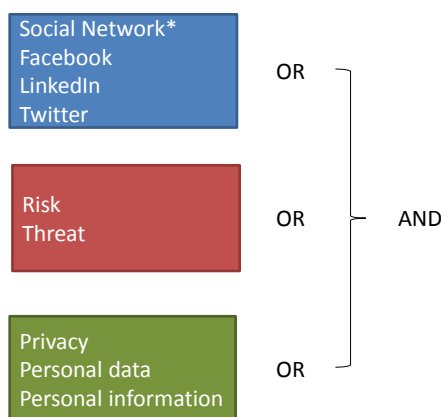 Social Network*
Facebook
LinkedIn
Twitter
OR
Risk
Threat
OR
AND
Privacy
Personal data
Personal information
OR